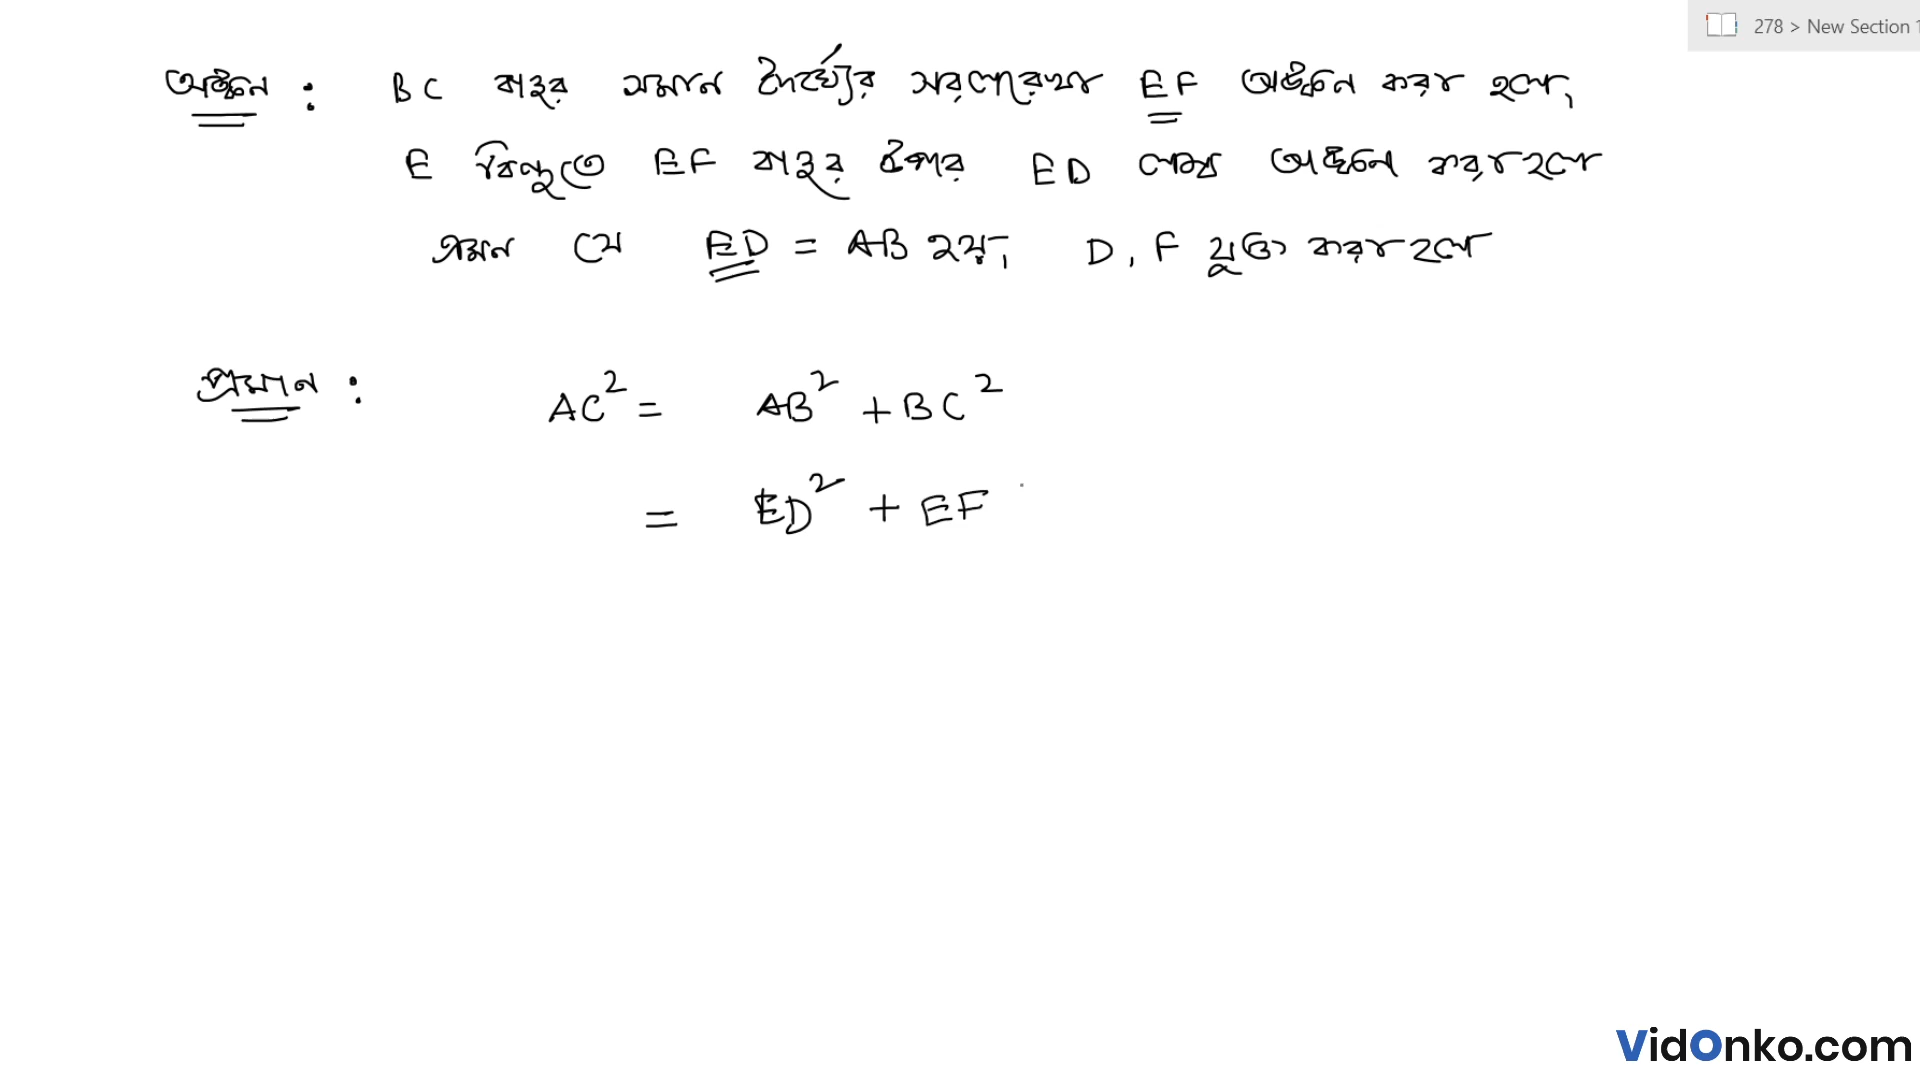 278 > New Section 1
অঙ্কন : BC বাহুর সমান দৈর্ঘ্যের সরলরেখা EF অঙ্কন করা হলো,
E বিন্দুতে EF বাহুর উপর ED লম্ব অঙ্কন করা হলো
এমন যে ED = AB হয়, D, F যুক্ত করা হলো
প্রমান : AC² = AB² + BC²
= ED² + EF
VidOnko.com